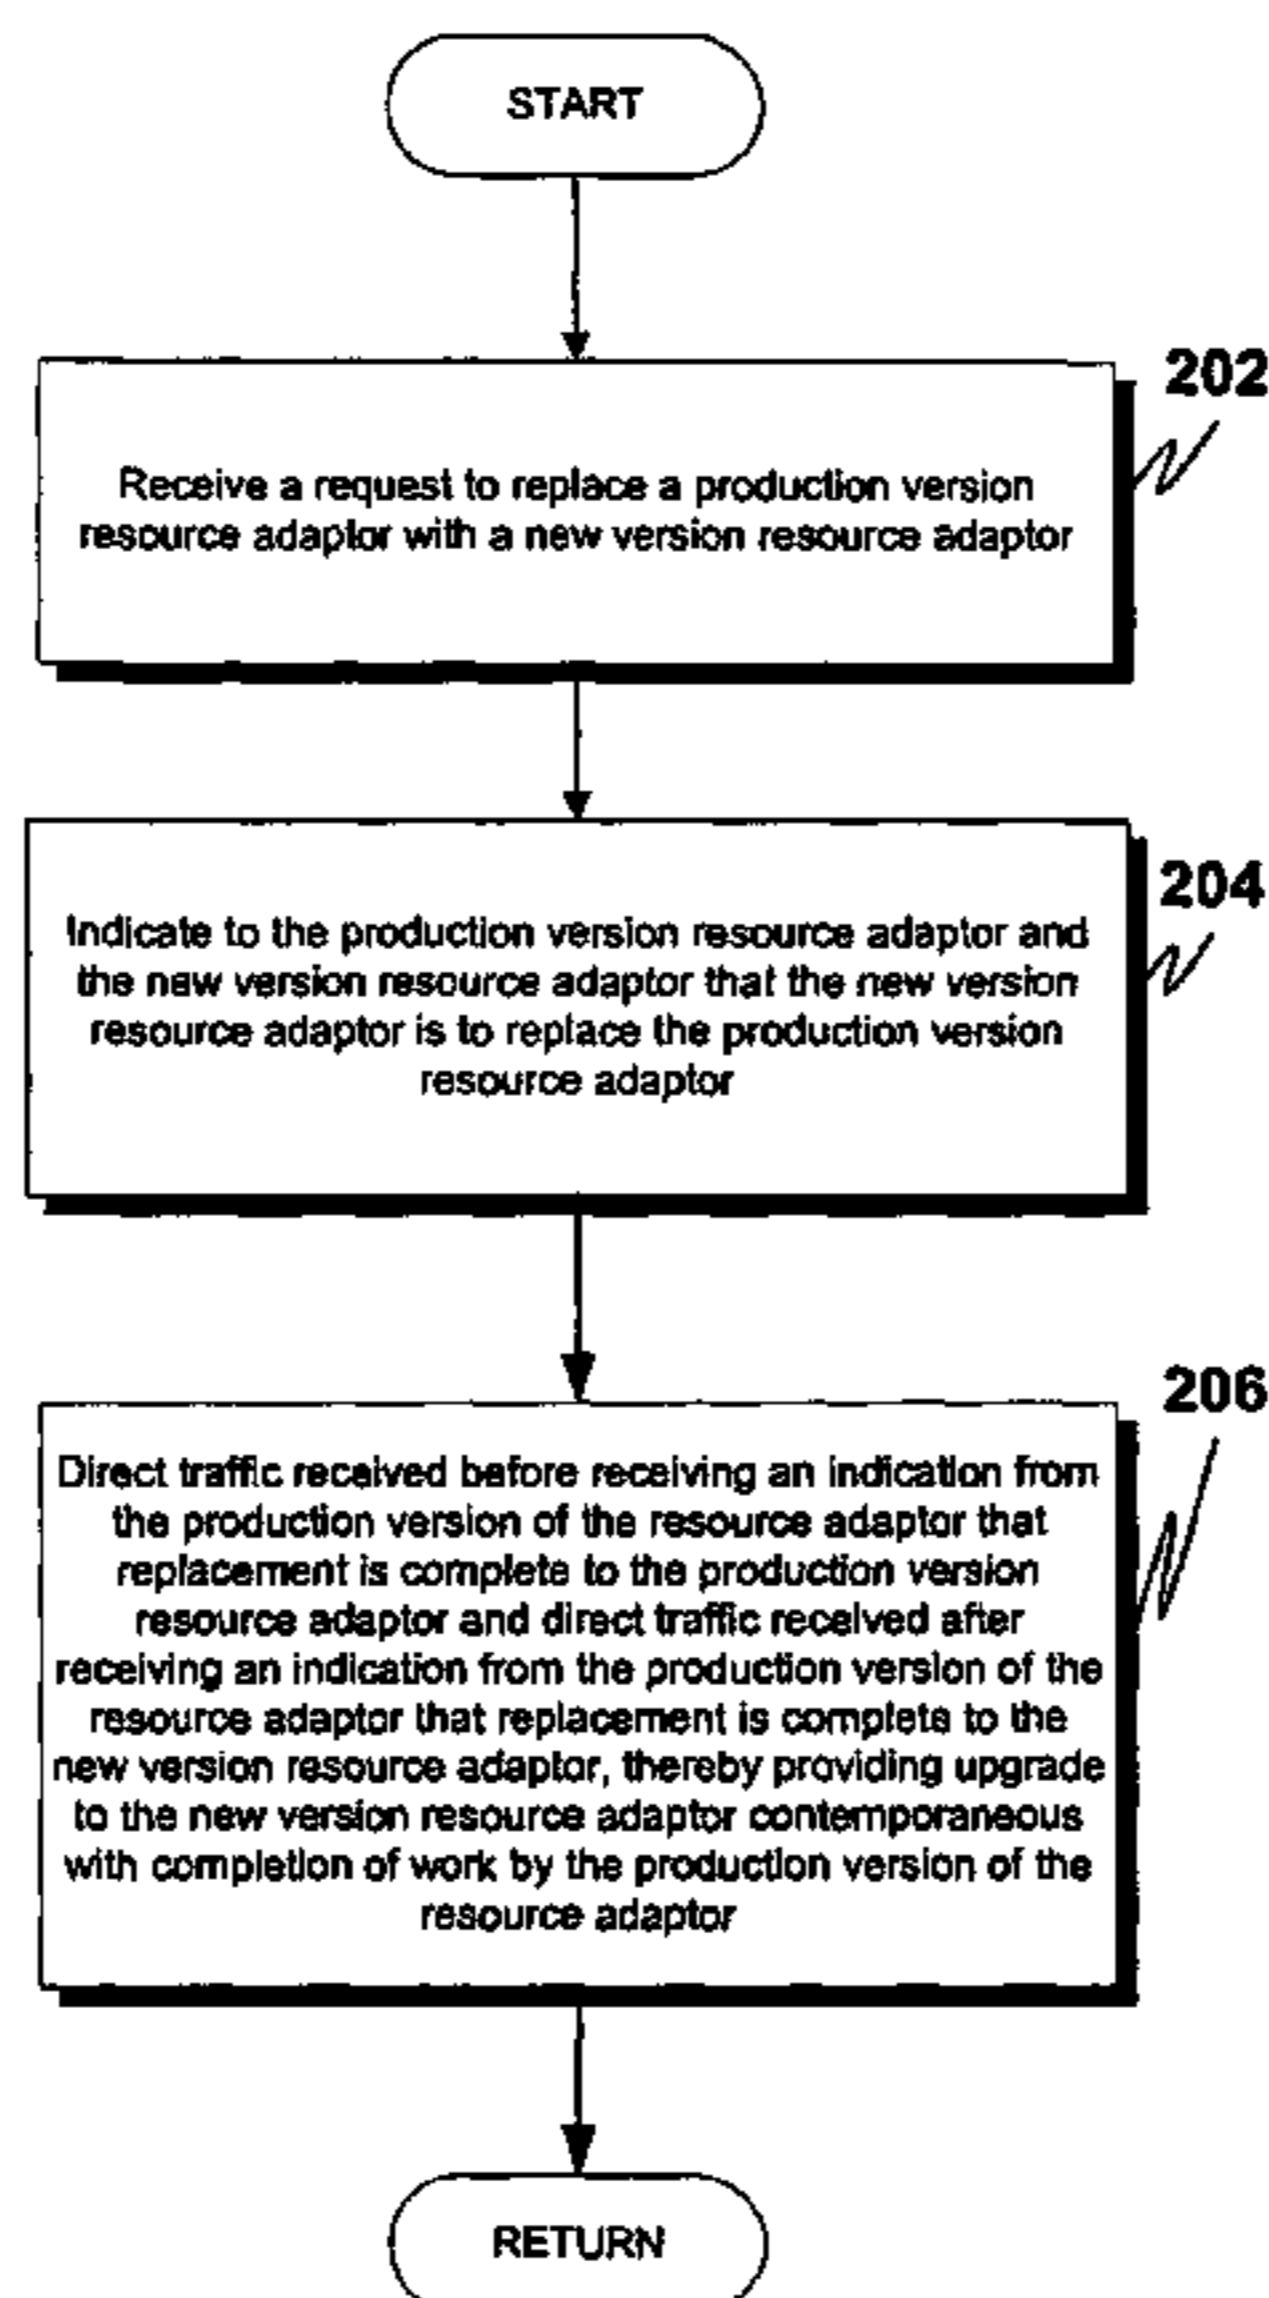 START
202
Receive a request to replace a production version
resource adaptor with a new version resource adaptor
204
Indicate to the production version resource adaptor and
the new version resource adaptor that the new version
resource adaptor is to replace the production version
resource adaptor
206
Direct traffic received before receiving an indication from
the production version of the resource adaptor that
replacement is complete to the production version
resource adaptor and direct traffic received after
receiving an indication from the production version of the
resource adaptor that replacement is complete to the
new version resource adaptor, thereby providing upgrade
to the new version resource adaptor contemporaneous
with completion of work by the production version of the
resource adaptor
RETURN